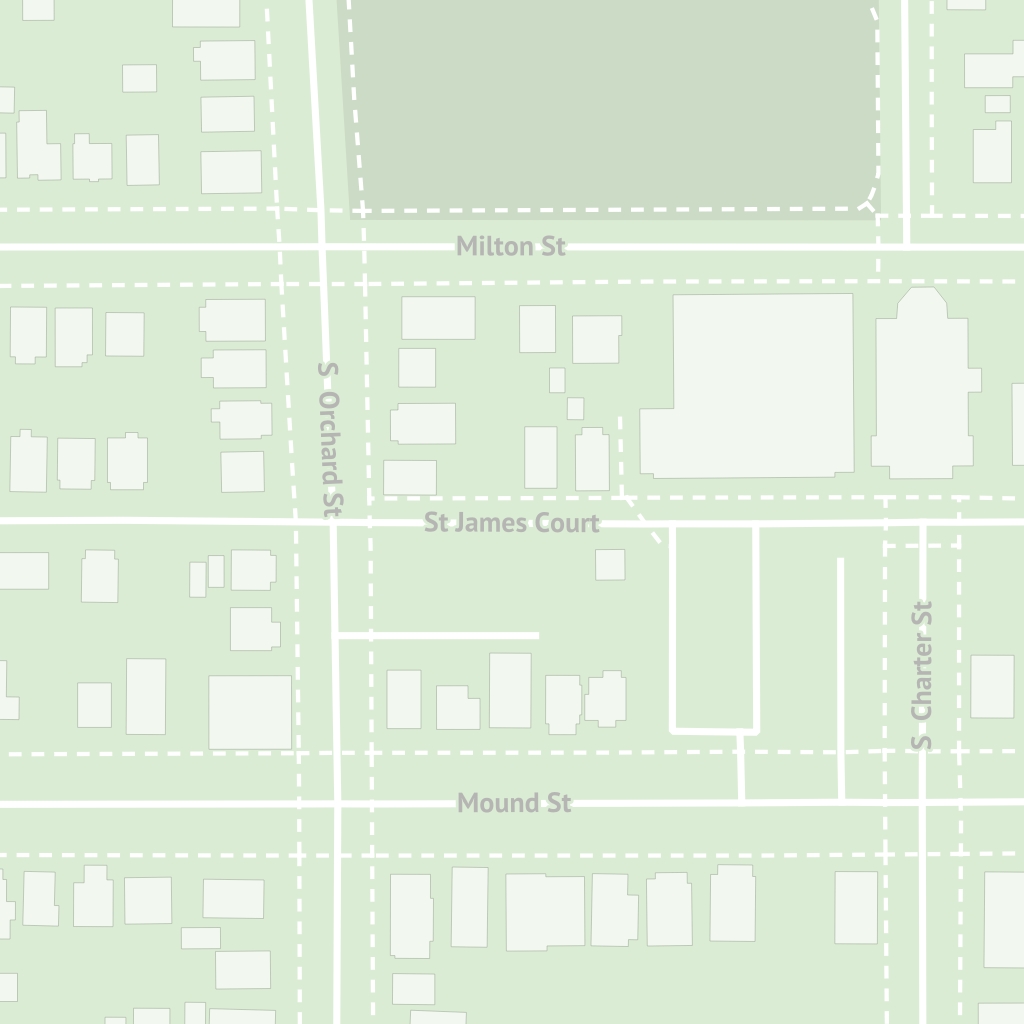 Milton St
S Orchard St
St James Court
S Charter St
Mound St